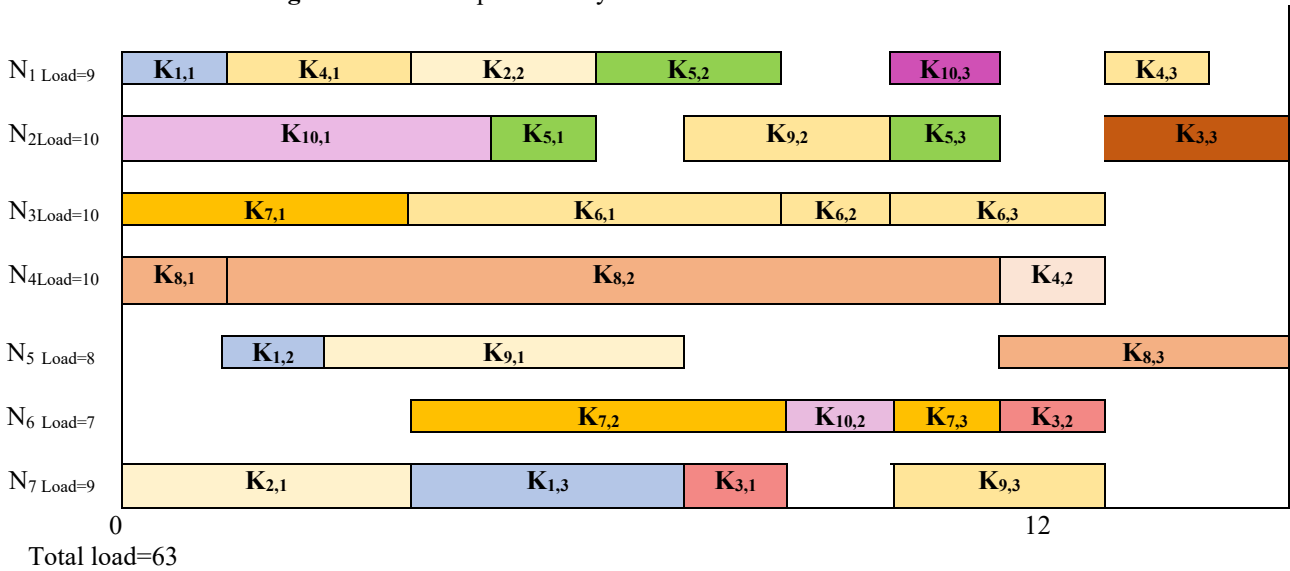 N1 Load=9 K1,1 K4,1 K2,2 K5,2 K10,3 K4,3
N2Load=10 K10,1 K5,1 K9,2 K5,3 K3,3
N3Load=10 K7,1 K6,1 K6,2 K6,3
N4Load=10 K8,1 K8,2 K4,2
N5 Load=8 K1,2 K9,1 K8,3
N6 Load=7 K7,2 K10,2 K7,3 K3,2
N7 Load=9 K2,1 K1,3 K3,1 K9,3
0 12
Total load=63